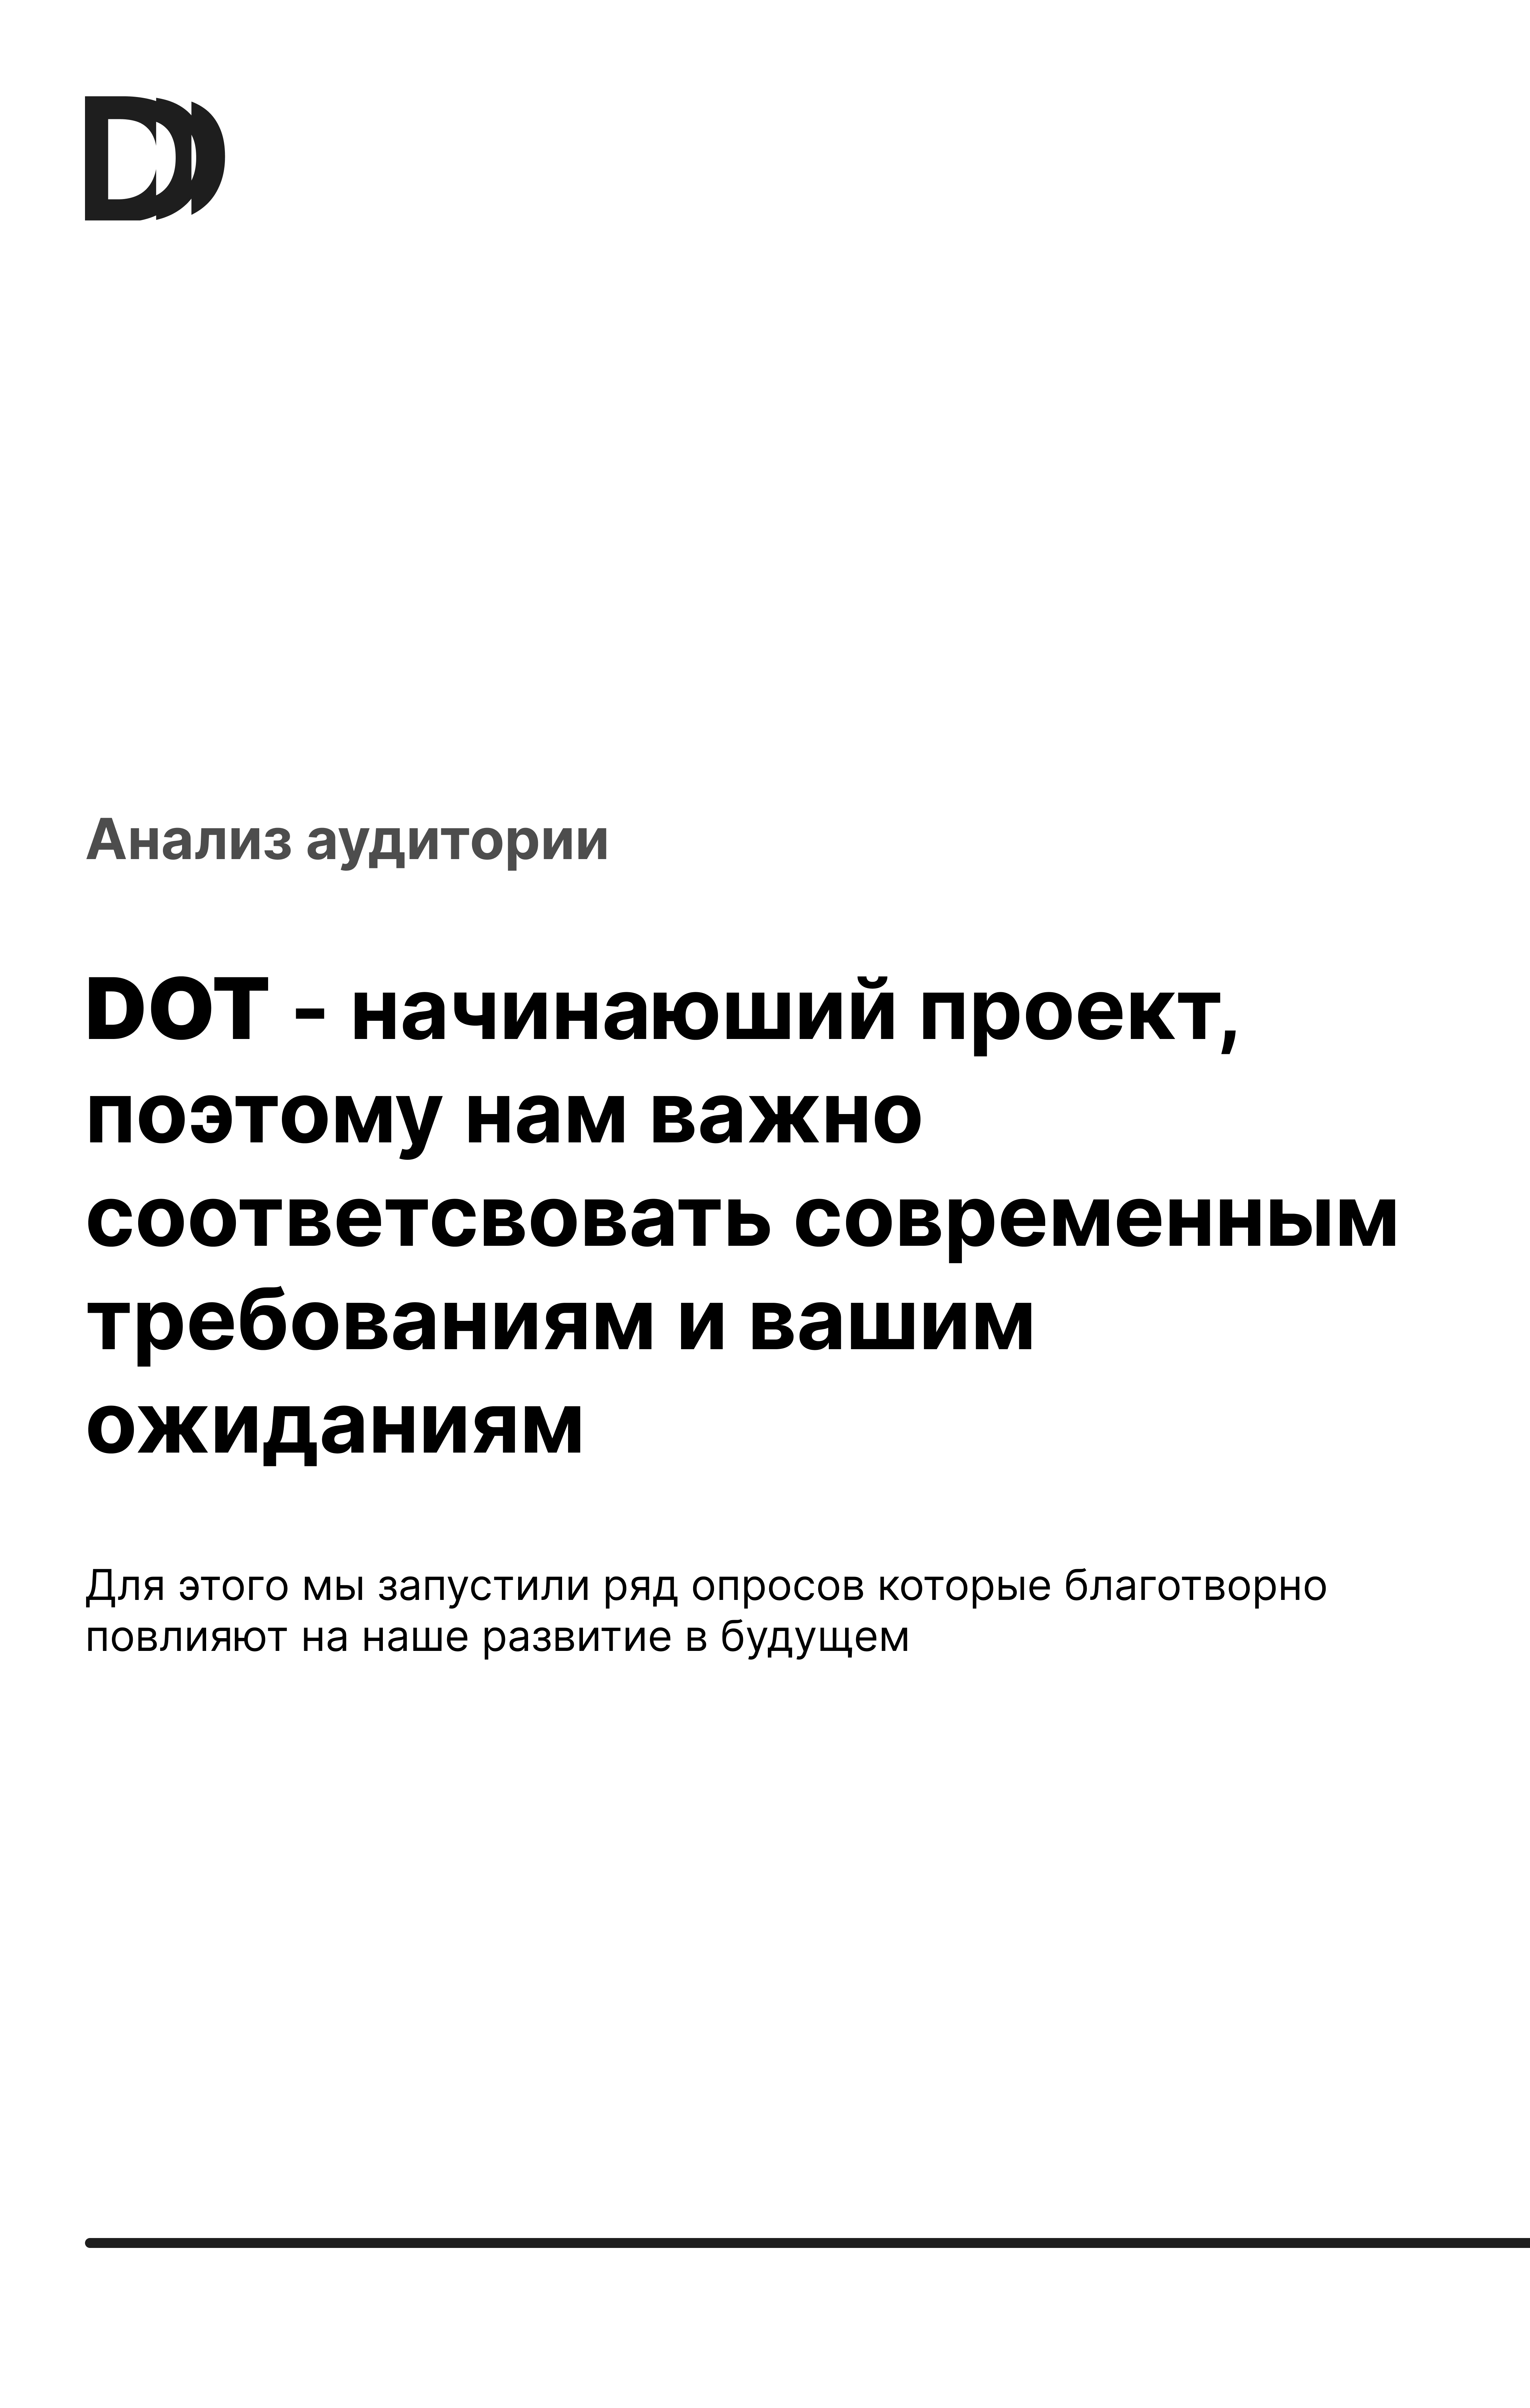 DDD
Анализ аудитории
DOT - начинаюший проект,
поэтому нам важно
соответсвовать современным
требованиям и вашим
ожиданиям
Для этого мы запустили ряд опросов которые благотворно
повлияют на наше развитие в будущем